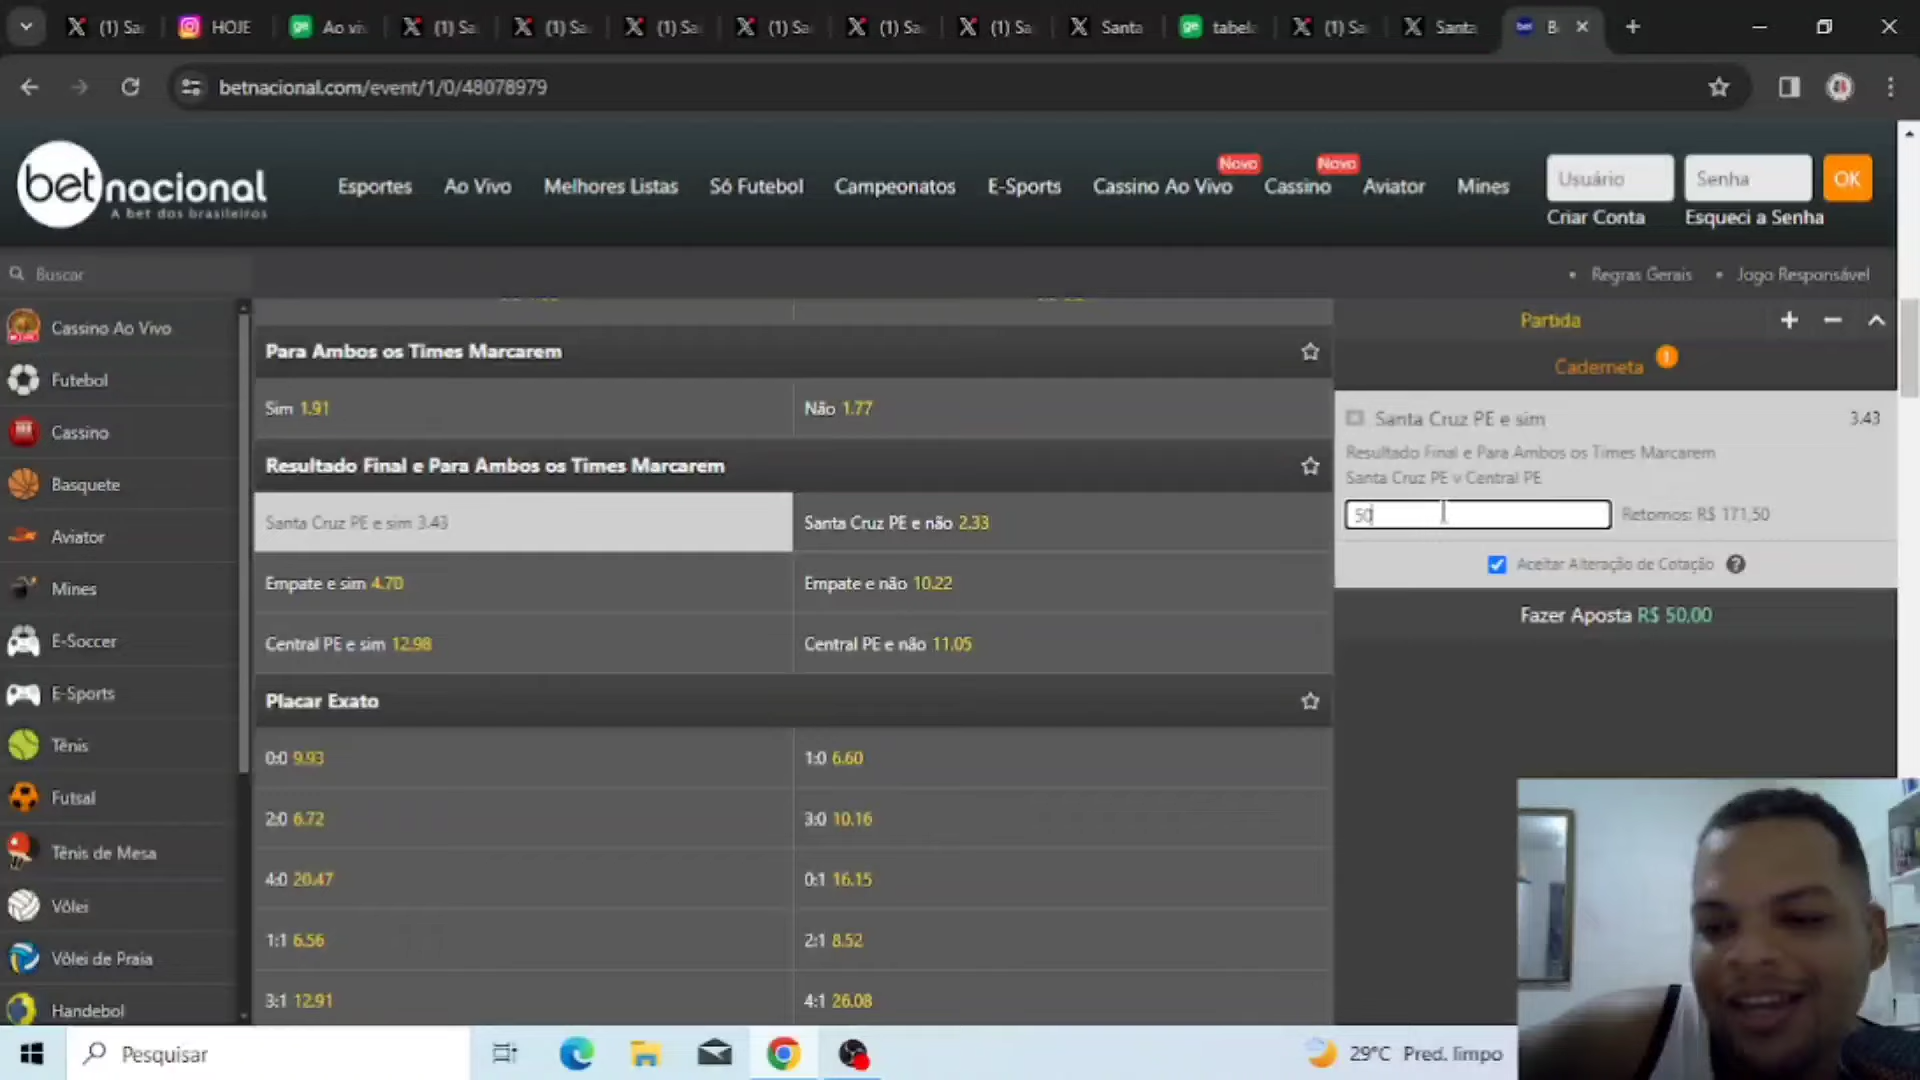 (1) Sa
HOJE
Ao vi
(1) Sa
(1) Sa
(1) Sa
(1) Sa
(1) Sa
(1) Sa
Santa
tabel
(1) Sa
Santa
B
betnacional.com/event/1/0/48078979
betnacional
A bet dos brasileiros
Esportes
Ao Vivo
Melhores Listas
Só Futebol
Campeonatos
E-Sports
Cassino Ao Vivo
Novo
Cassino
Novo
Aviator
Mines
Usuário
Senha
OK
Criar Conta
Esqueci a Senha
Buscar
• Regras Gerais
• Jogo Responsável
Cassino Ao Vivo
Futebol
Cassino
Basquete
Aviator
Mines
E-Soccer
E-Sports
Tênis
Futsal
Tênis de Mesa
Vôlei
Vôlei de Praia
Handebol
Para Ambos os Times Marcarem
Sim 1.91
Não 1.77
Resultado Final e Para Ambos os Times Marcarem
Santa Cruz PE e sim 3.43
Santa Cruz PE e não 2.33
Empate e sim 4.70
Empate e não 10.22
Central PE e sim 12.98
Central PE e não 11.05
Placar Exato
0:0 9.93
1:0 6.60
2:0 6.72
3:0 10.16
4:0 20.47
0:1 16.15
1:1 6.56
2:1 8.52
3:1 12.91
4:1 26.08
Partida
Caderneta
Santa Cruz PE e sim
3.43
Resultado Final e Para Ambos os Times Marcarem
Santa Cruz PE v Central PE
50
Retornos: R$ 171,50
Aceitar Alteração de Cotação
Fazer Aposta R$ 50.00
Pesquisar
29°C Pred. limpo